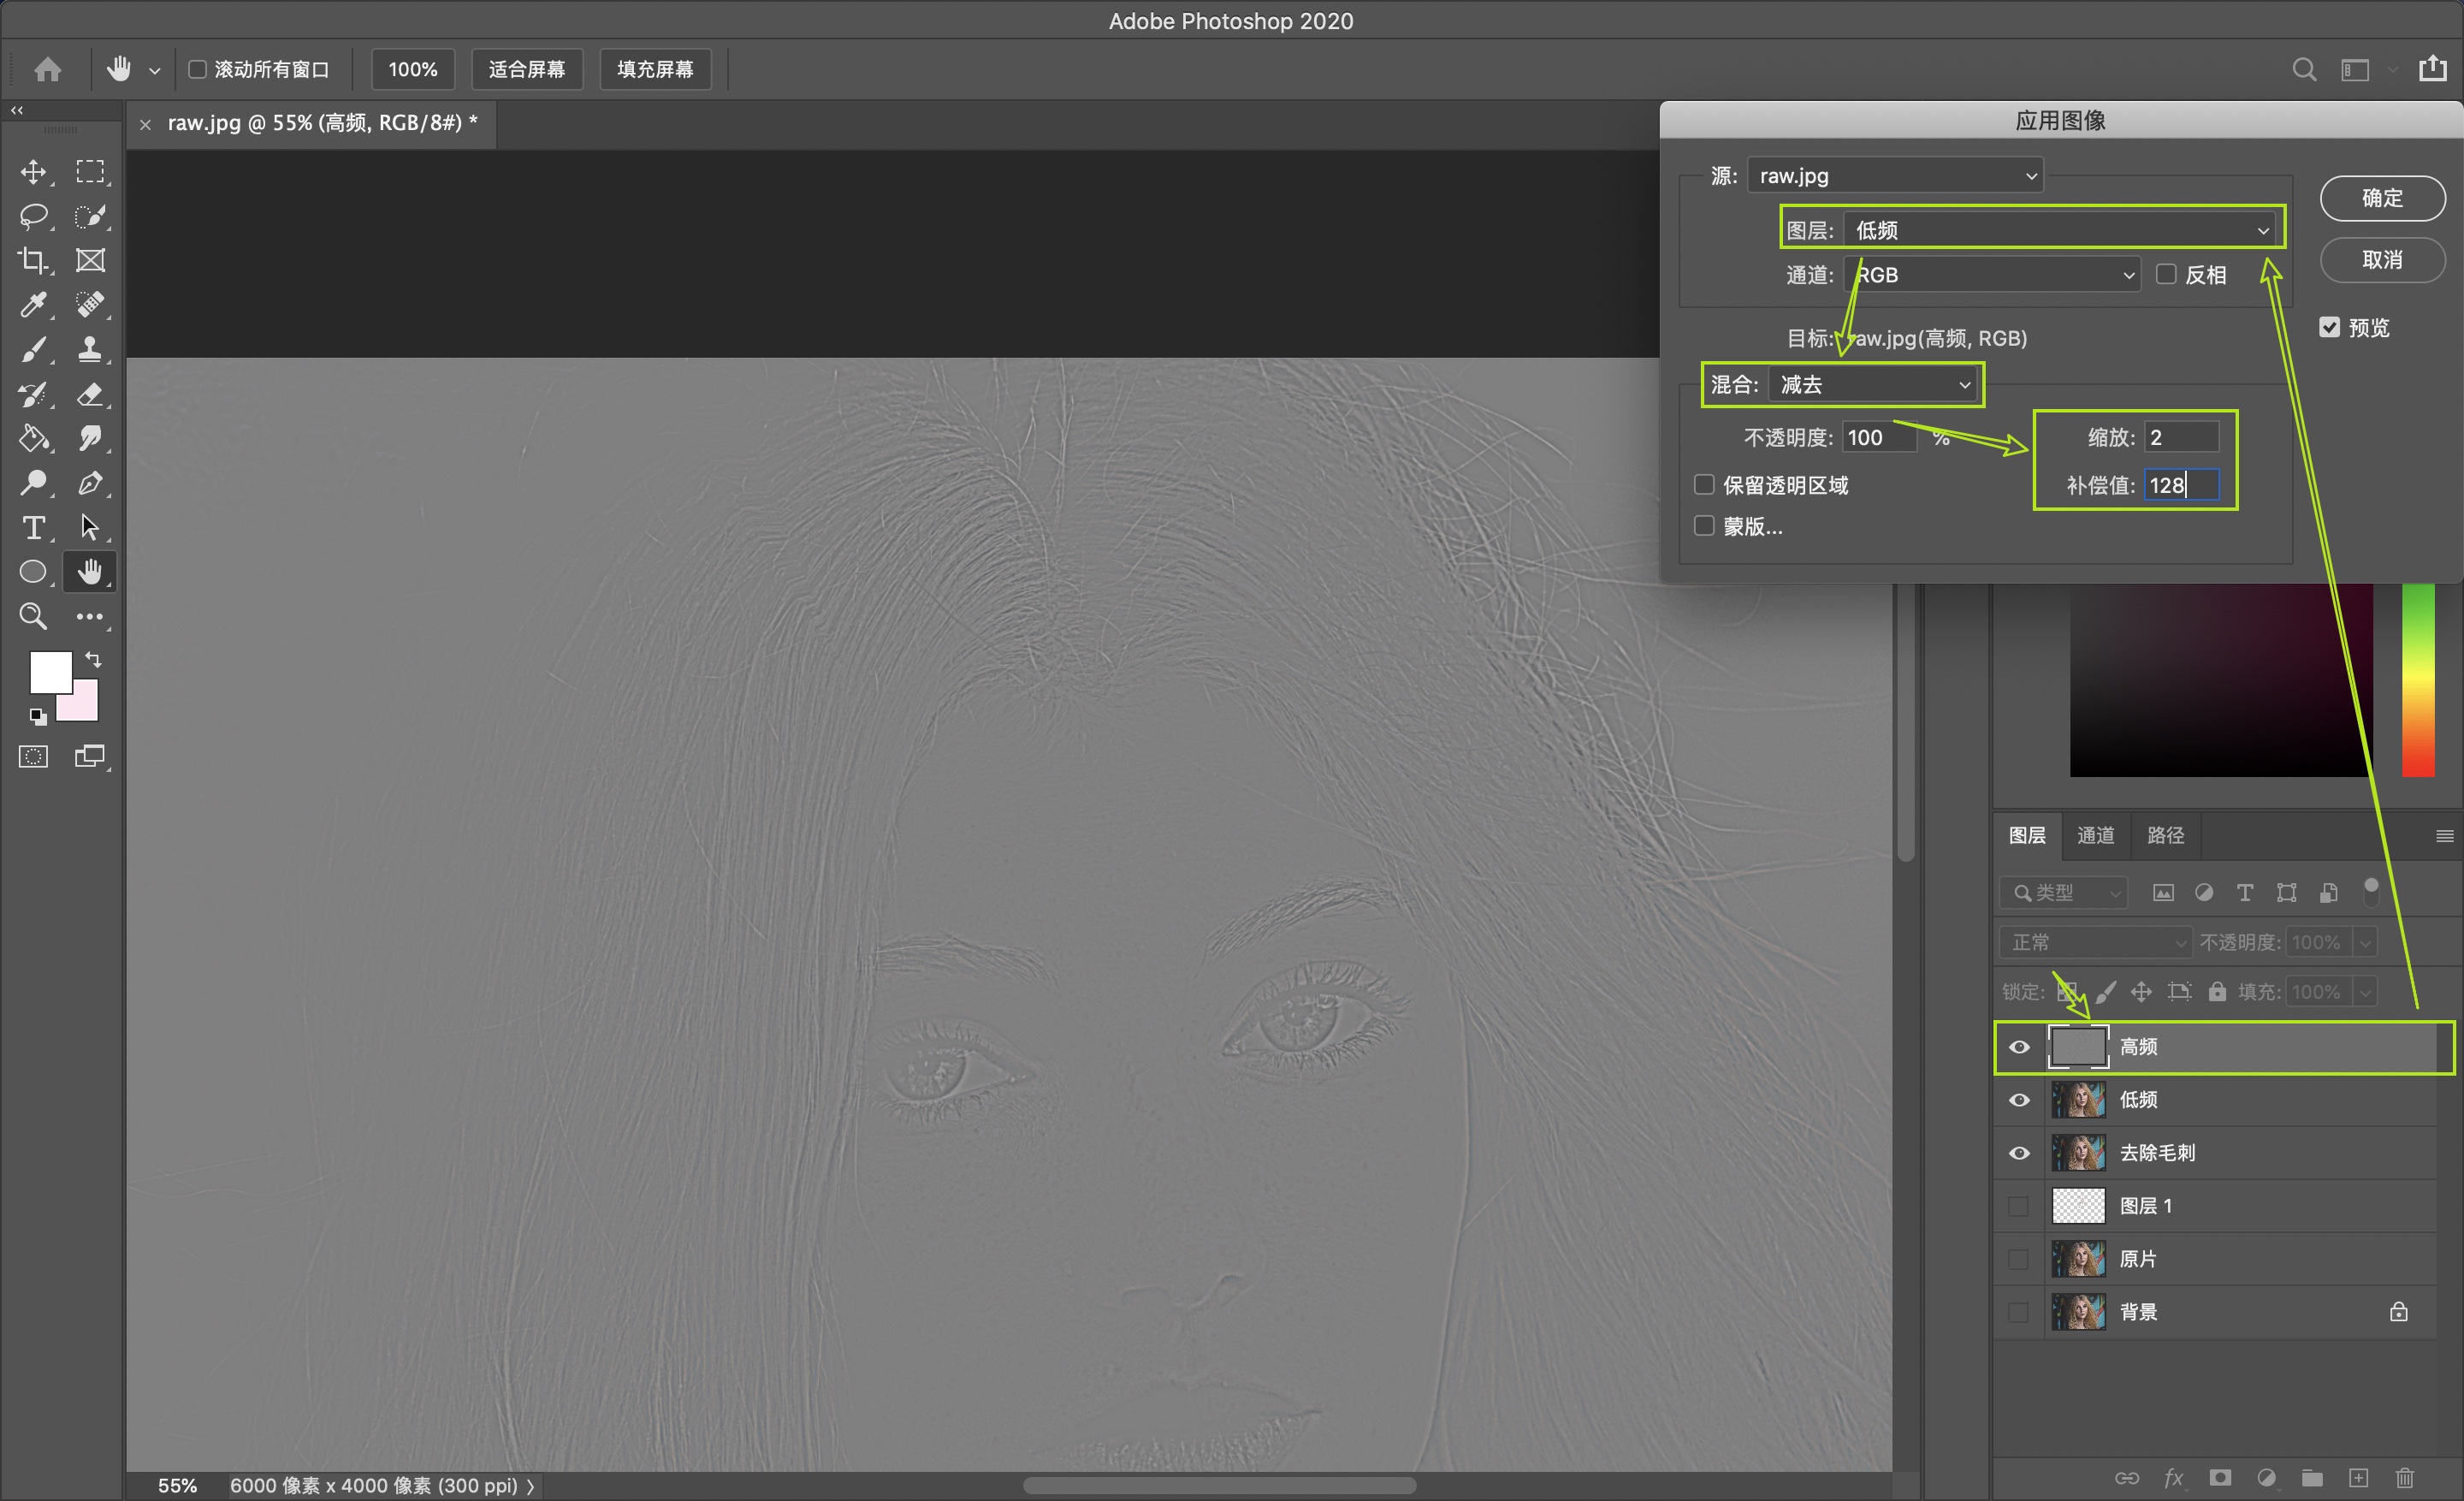 Adobe Photoshop 2020
滚动所有窗口 100% 适合屏幕 填充屏幕
raw.jpg @ 55% (高频, RGB/8#) *
应用图像
源: raw.jpg
确定
图层: 低频
取消
通道: RGB 反相
预览
目标: raw.jpg(高频, RGB)
混合: 减去
不透明度: 100 % 缩放: 2
保留透明区域 补偿值: 128
蒙版...
图层 通道 路径
类型
正常 不透明度: 100%
锁定: 填充: 100%
高频
低频
去除毛刺
图层 1
原片
背景
fx
55% 6000 像素 x 4000 像素 (300 ppi)